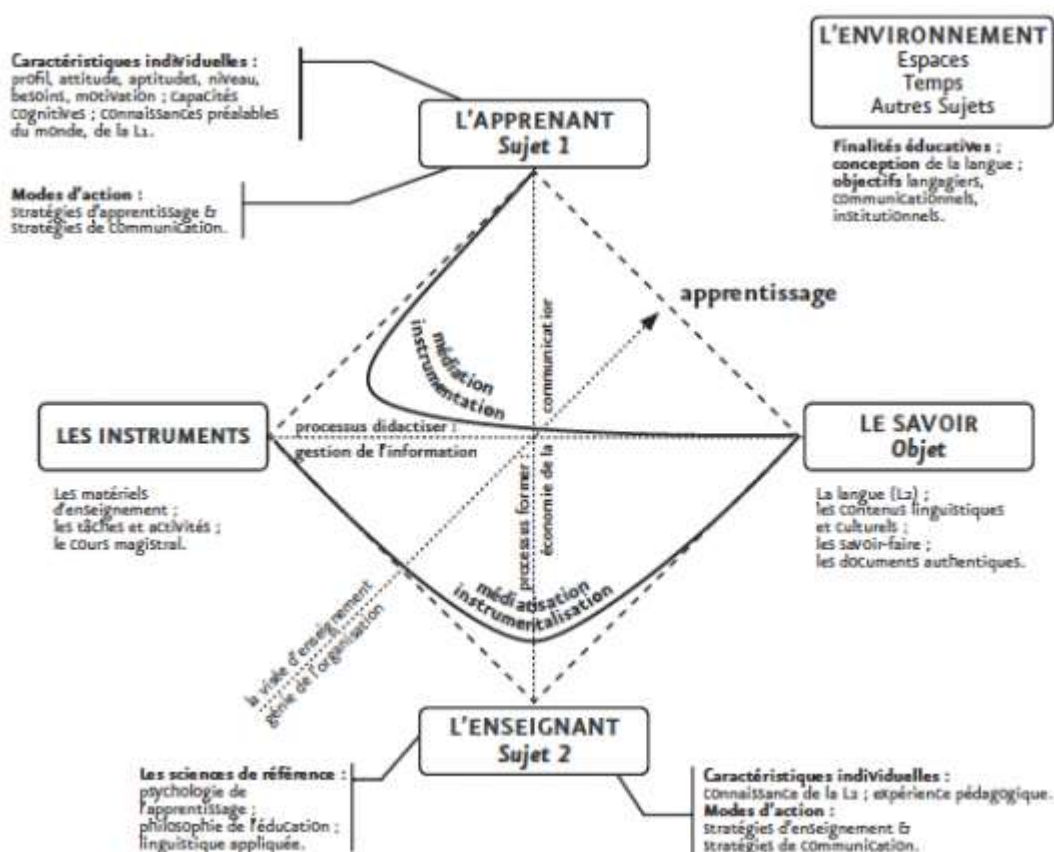 Caractéristiques individuelles :
profil, attitude, aptitudes, niveau,
besoins, motivation ; capacités
cognitives ; connaissances préalables
du monde, de la L1.
Modes d'action :
stratégies d'apprentissage &
stratégies de communication.
L'APPRENANT
Sujet 1
L'ENVIRONNEMENT
Espaces
Temps
Autres Sujets
Finalités éducatives ;
conception de la langue ;
objectifs langagiers,
communicationnels,
institutionnels.
apprentissage
médiation
instrumentation
économie de la communication
processus former :
LES INSTRUMENTS
processus didactiser :
gestion de l'information
LE SAVOIR
Objet
Les matériels
d'enseignement ;
les tâches et activités ;
le cours magistral.
La langue (L2) ;
les contenus linguistiques
et culturels ;
les savoir-faire ;
les documents authentiques.
médiatisation
instrumentalisation
la visée d'enseignement
génie de l'organisation
L'ENSEIGNANT
Sujet 2
Les sciences de référence :
psychologie de
l'apprentissage ;
philosophie de l'éducation ;
linguistique appliquée.
Caractéristiques individuelles :
connaissance de la L2 ; expérience pédagogique.
Modes d'action :
stratégies d'enseignement &
stratégies de communication.